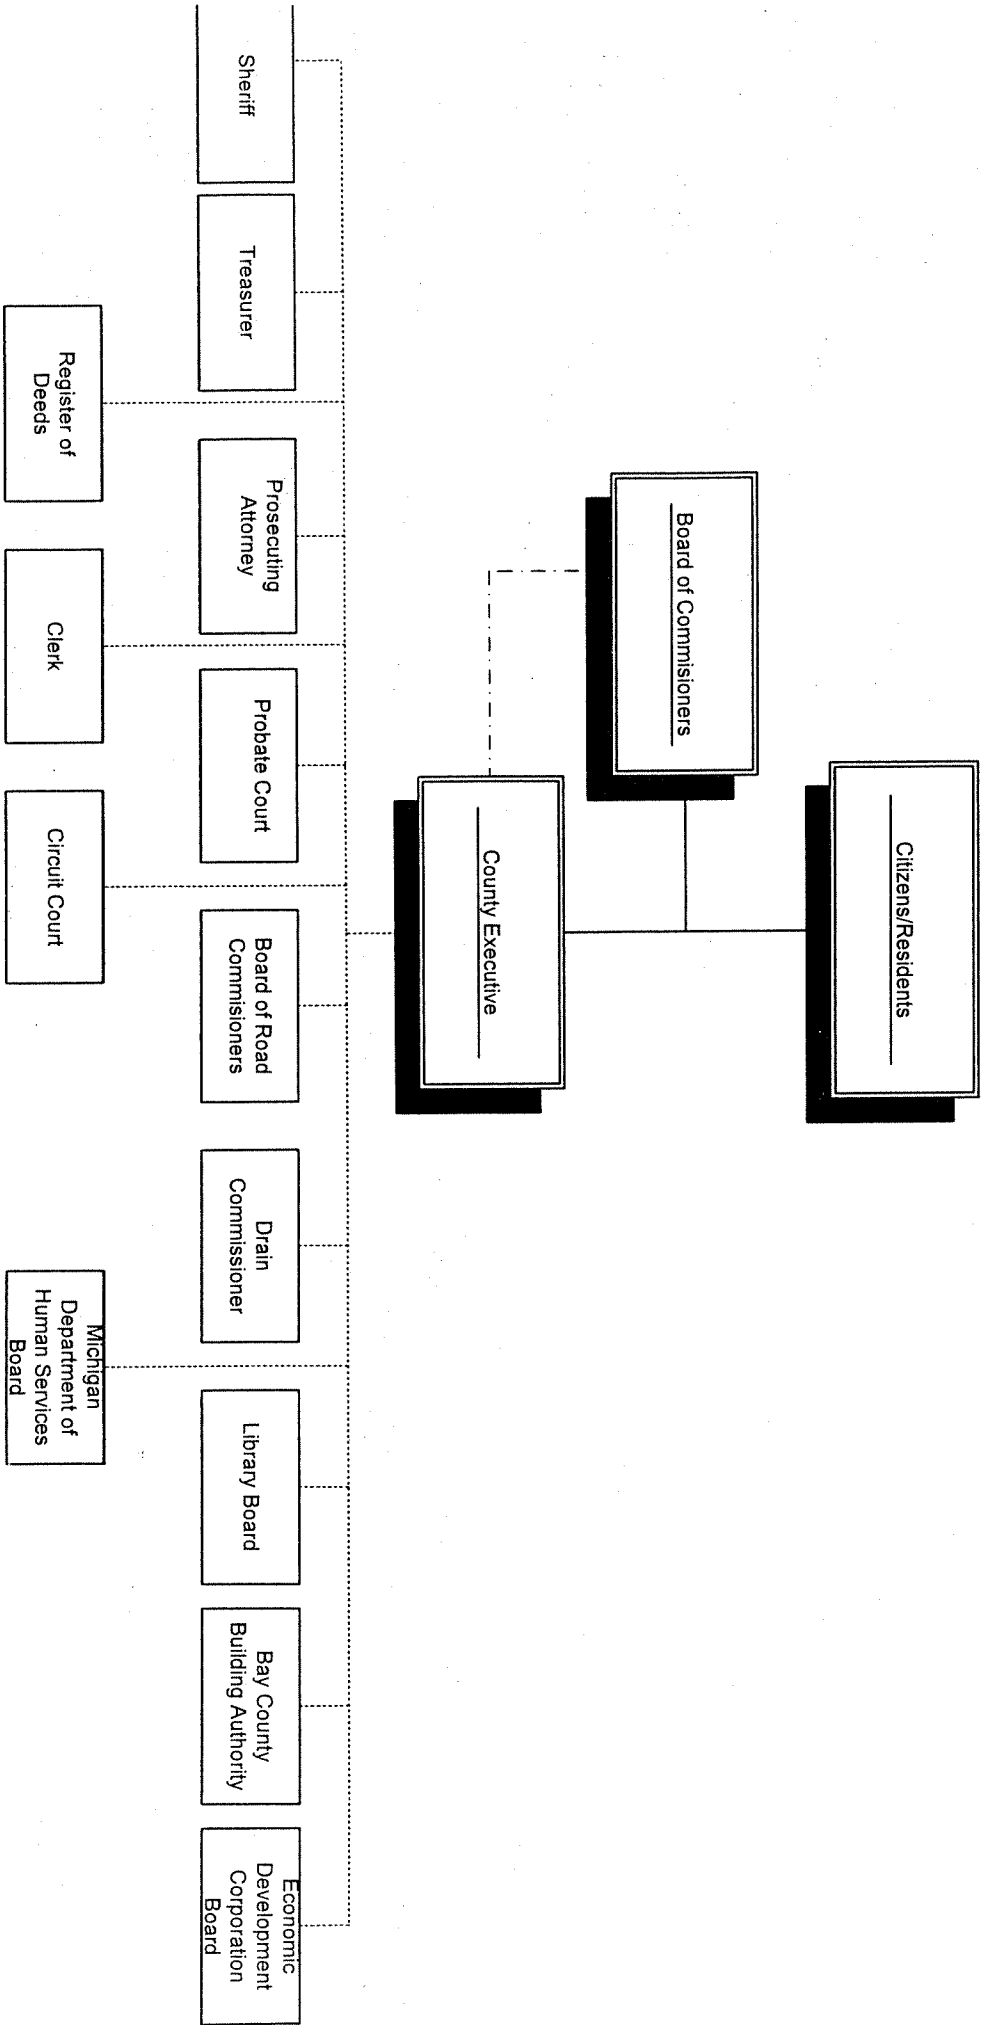 Citizens/Residents
Board of Commisioners
County Executive
Sheriff
Treasurer
Prosecuting
Attorney
Probate Court
Board of Road
Commisioners
Drain
Commissioner
Library Board
Bay County
Building Authority
Economic
Development
Corporation
Board
Register of
Deeds
Clerk
Circuit Court
Michigan
Department of
Human Services
Board